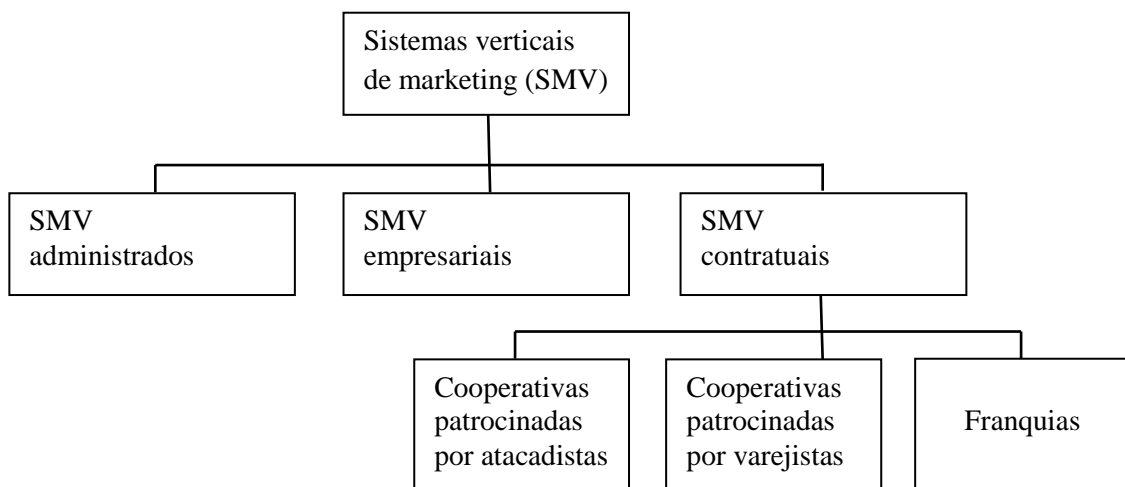 Sistemas verticais
de marketing (SMV)
SMV
administrados
SMV
empresariais
SMV
contratuais
Cooperativas
patrocinadas
por atacadistas
Cooperativas
patrocinadas
por varejistas
Franquias